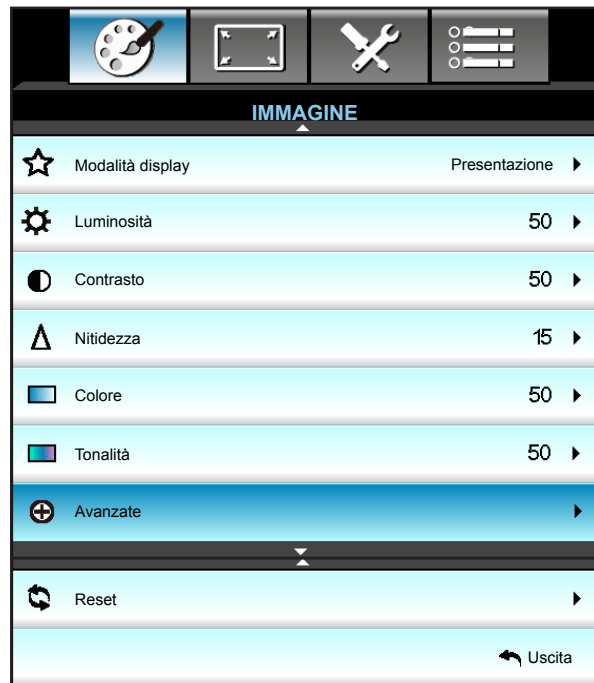 IMMAGINE
Modalità display Presentazione
Luminosità 50
Contrasto 50
Nitidezza 15
Colore 50
Tonalità 50
Avanzate
Reset
Uscita